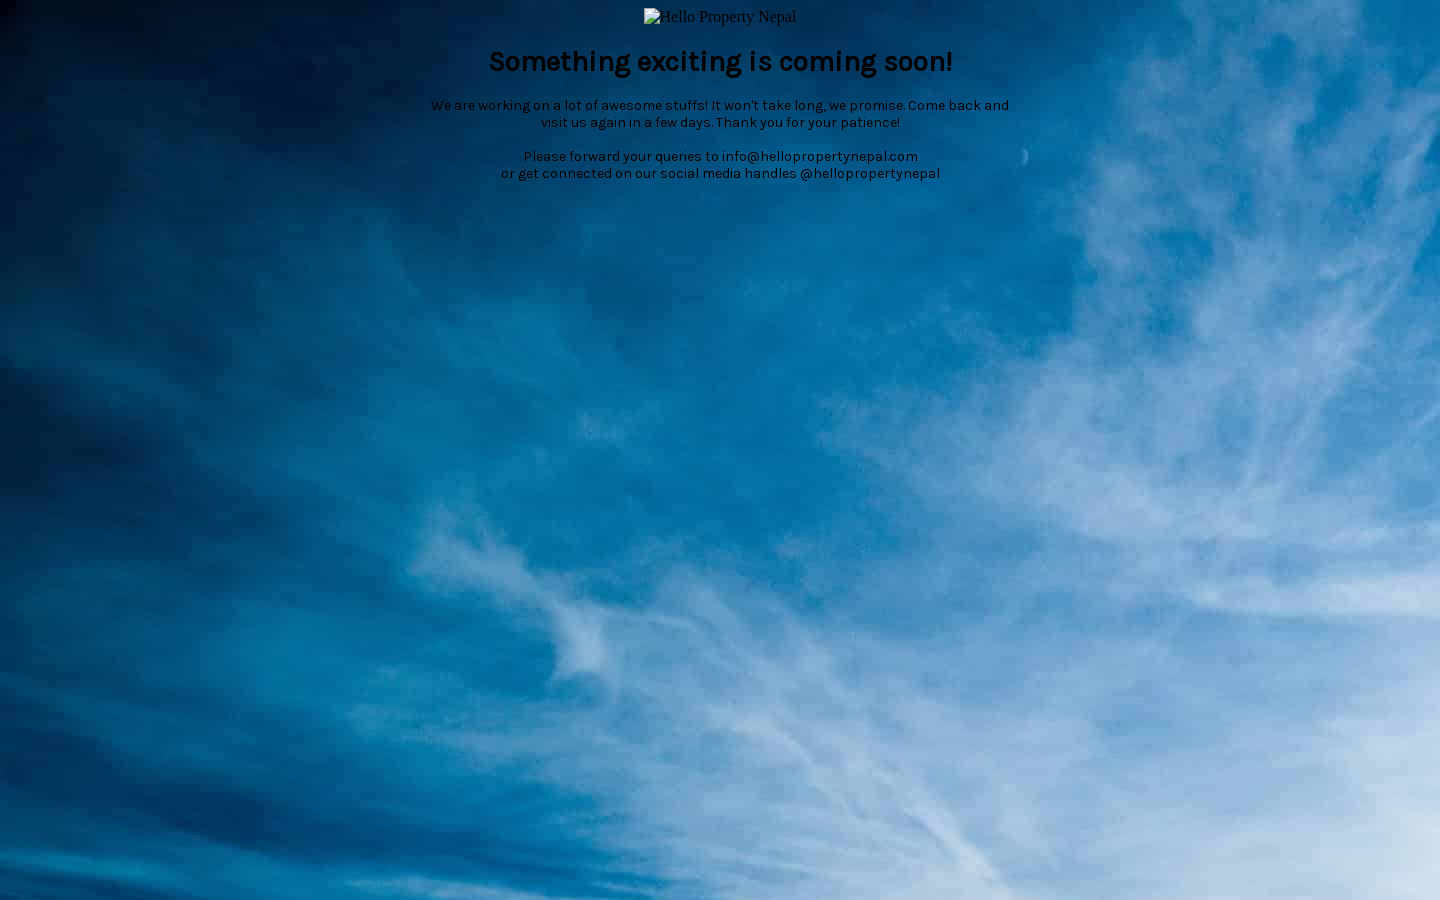 Hello Property Nepal
Something exciting is coming soon!
We are working on a lot of awesome stuffs! It won't take long, we promise. Come back and
visit us again in a few days. Thank you for your patience!
Please forward your queries to info@hellopropertynepal.com
or get connected on our social media handles @hellopropertynepal